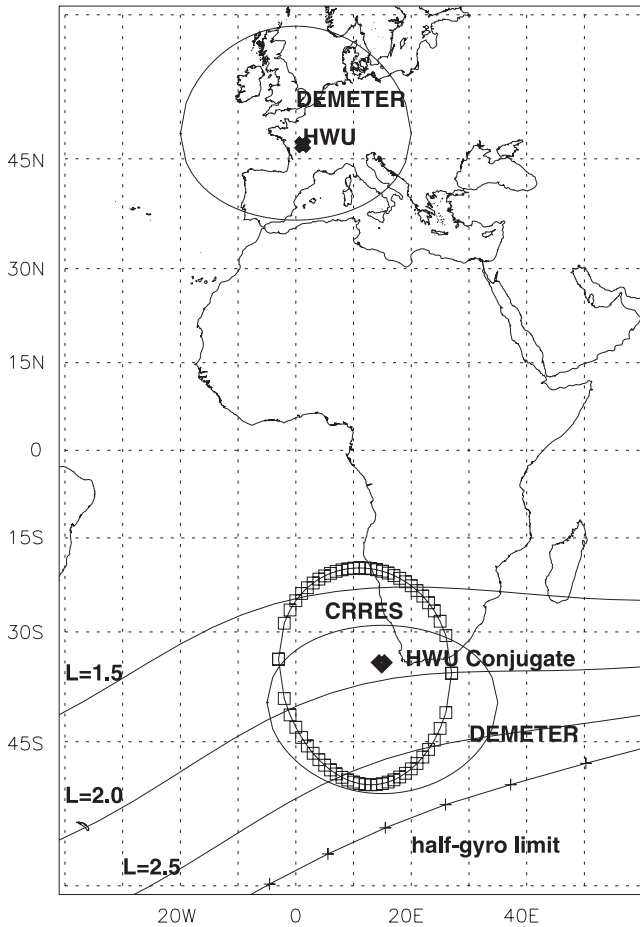 DEMETER
HWU
45N
30N
15N
0
15S
CRRES
30S
HWU Conjugate
L=1.5
DEMETER
45S
L=2.0
half-gyro limit
L=2.5
20W 0 20E 40E